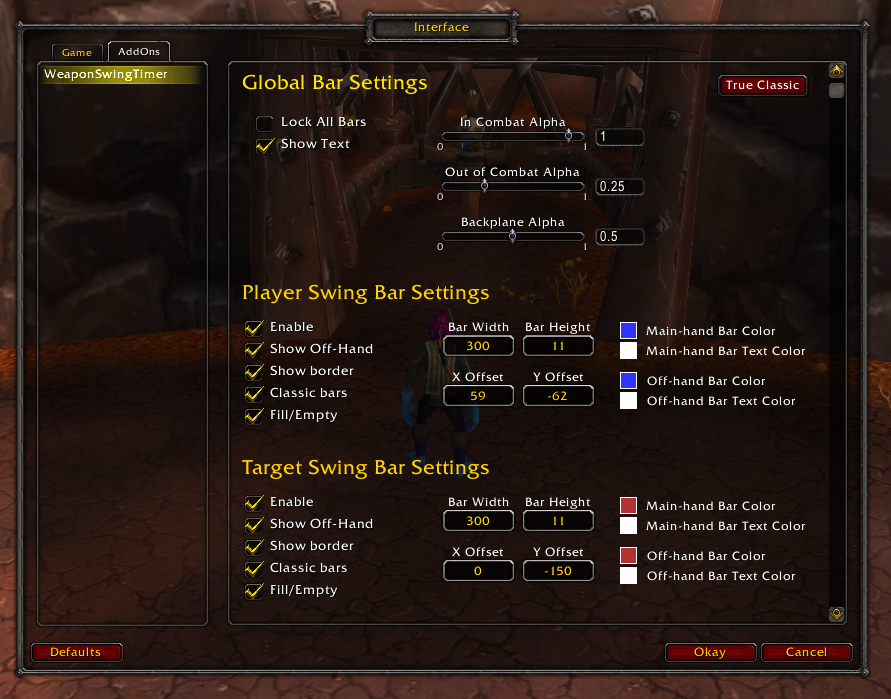 Interface
Game
AddOns
WeaponSwingTimer
Global Bar Settings
True Classic
Lock All Bars
Show Text
In Combat Alpha
0
1
1
Out of Combat Alpha
0
1
0.25
Backplane Alpha
0
1
0.5
Player Swing Bar Settings
Enable
Show Off-Hand
Show border
Classic bars
Fill/Empty
Bar Width
Bar Height
300
11
X Offset
Y Offset
59
-62
Main-hand Bar Color
Main-hand Bar Text Color
Off-hand Bar Color
Off-hand Bar Text Color
Target Swing Bar Settings
Enable
Show Off-Hand
Show border
Classic bars
Fill/Empty
Bar Width
Bar Height
300
11
X Offset
Y Offset
0
-150
Main-hand Bar Color
Main-hand Bar Text Color
Off-hand Bar Color
Off-hand Bar Text Color
Defaults
Okay
Cancel